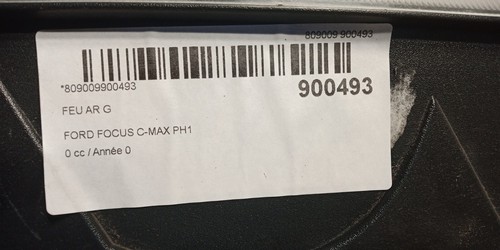 809009 900493
*809009900493
900493
FEU AR G
FORD FOCUS C-MAX PH1
0 cc / Année 0